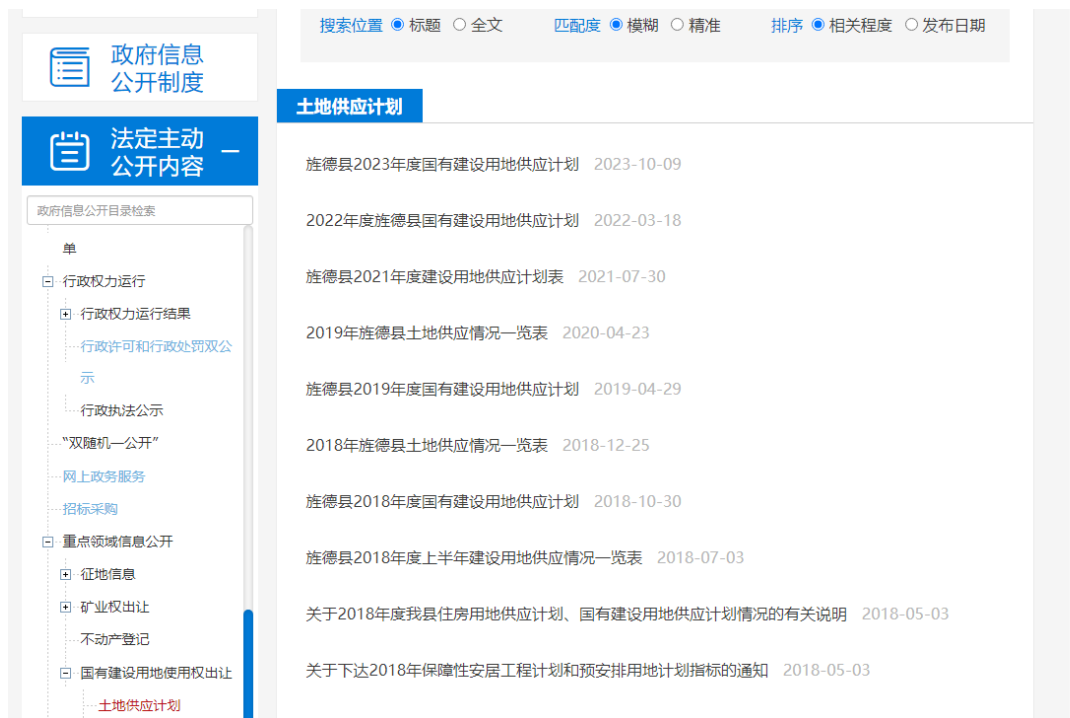 搜索位置 标题 全文 匹配度 模糊 精准 排序 相关程度 发布日期
政府信息
公开制度
法定主动
公开内容
政府信息公开目录检索
单
行政权力运行
行政权力运行结果
行政许可和行政处罚双公
示
行政执法公示
“双随机一公开”
网上政务服务
招标采购
重点领域信息公开
征地信息
矿业权出让
不动产登记
国有建设用地使用权出让
土地供应计划
土地供应计划
旌德县2023年度国有建设用地供应计划 2023-10-09
2022年度旌德县国有建设用地供应计划 2022-03-18
旌德县2021年度建设用地供应计划表 2021-07-30
2019年旌德县土地供应情况一览表 2020-04-23
旌德县2019年度国有建设用地供应计划 2019-04-29
2018年旌德县土地供应情况一览表 2018-12-25
旌德县2018年度国有建设用地供应计划 2018-10-30
旌德县2018年度上半年建设用地供应情况一览表 2018-07-03
关于2018年度我县住房用地供应计划、国有建设用地供应计划情况的有关说明 2018-05-03
关于下达2018年保障性安居工程计划和预安排用地计划指标的通知 2018-05-03